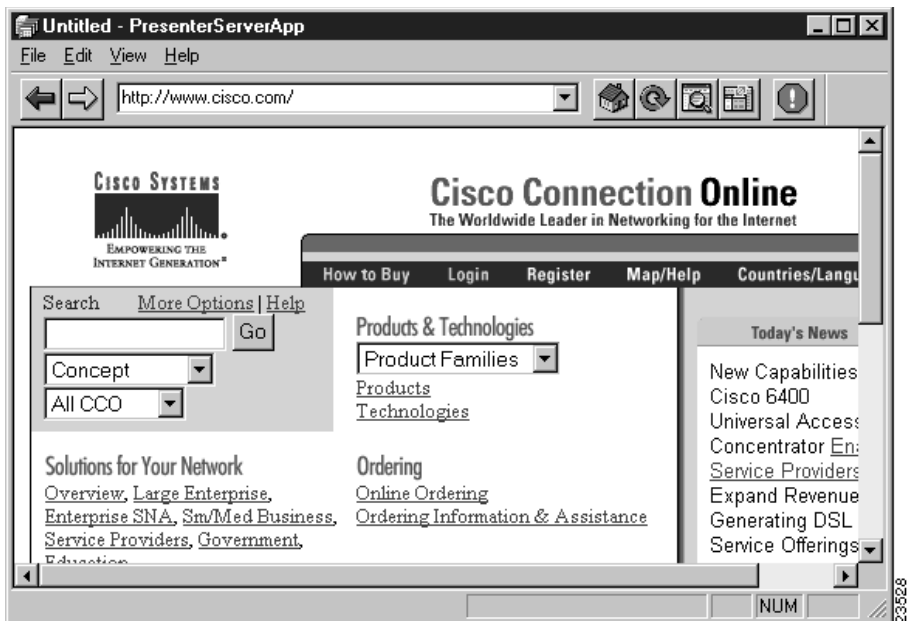 Untitled - PresenterServerApp
File Edit View Help
http://www.cisco.com/
CISCO SYSTEMS
EMPOWERING THE
INTERNET GENERATION
Cisco Connection Online
The Worldwide Leader in Networking for the Internet
How to Buy Login Register Map/Help Countries/Langu
Search More Options | Help
Go
Concept
All CCO
Products & Technologies
Product Families
Products
Technologies
Solutions for Your Network
Overview, Large Enterprise,
Enterprise SNA, Sm/Med Business,
Service Providers, Government,
Education
Ordering
Online Ordering
Ordering Information & Assistance
Today's News
New Capabilities
Cisco 6400
Universal Access
Concentrator Ena
Service Providers
Expand Revenue
Generating DSL
Service Offerings
NUM
23528